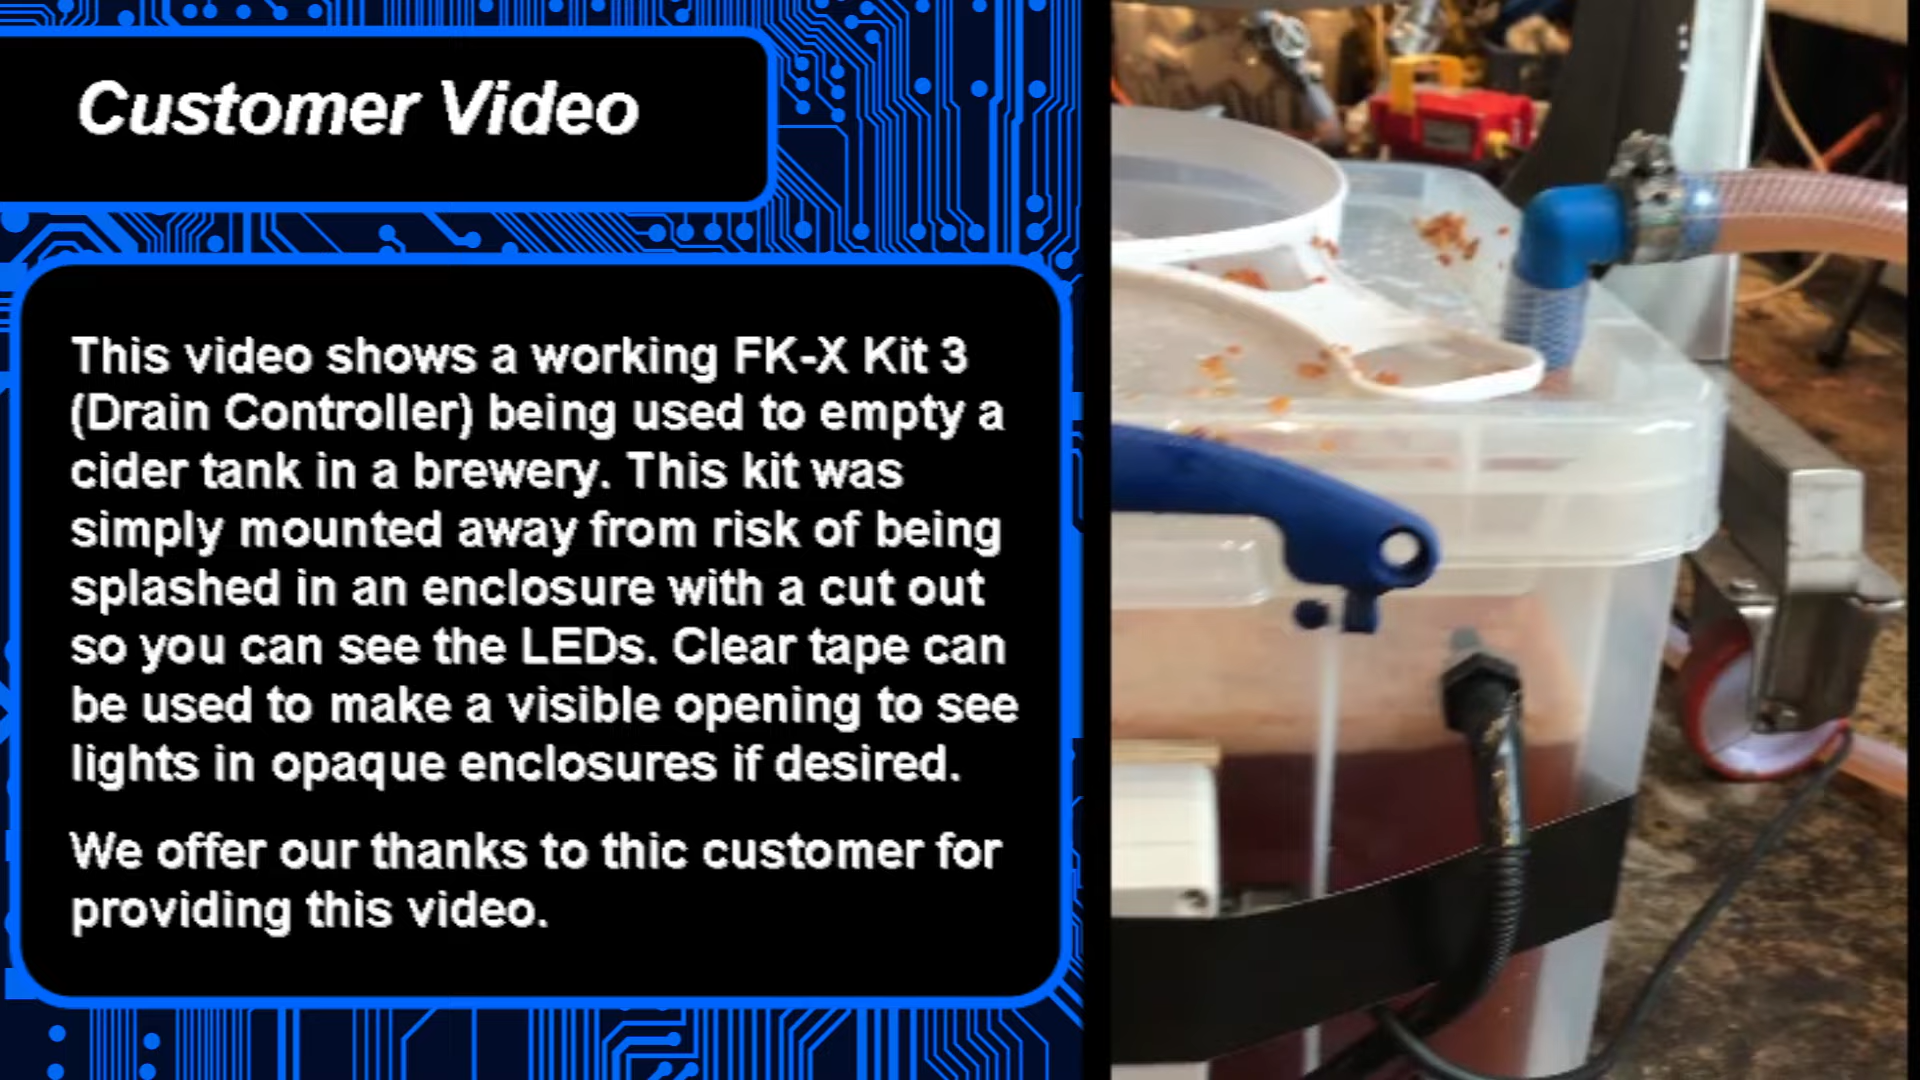 Customer Video
This video shows a working FK-X Kit 3
(Drain Controller) being used to empty a
cider tank in a brewery. This kit was
simply mounted away from risk of being
splashed in an enclosure with a cut out
so you can see the LEDs. Clear tape can
be used to make a visible opening to see
lights in opaque enclosures if desired.
We offer our thanks to thic customer for
providing this video.